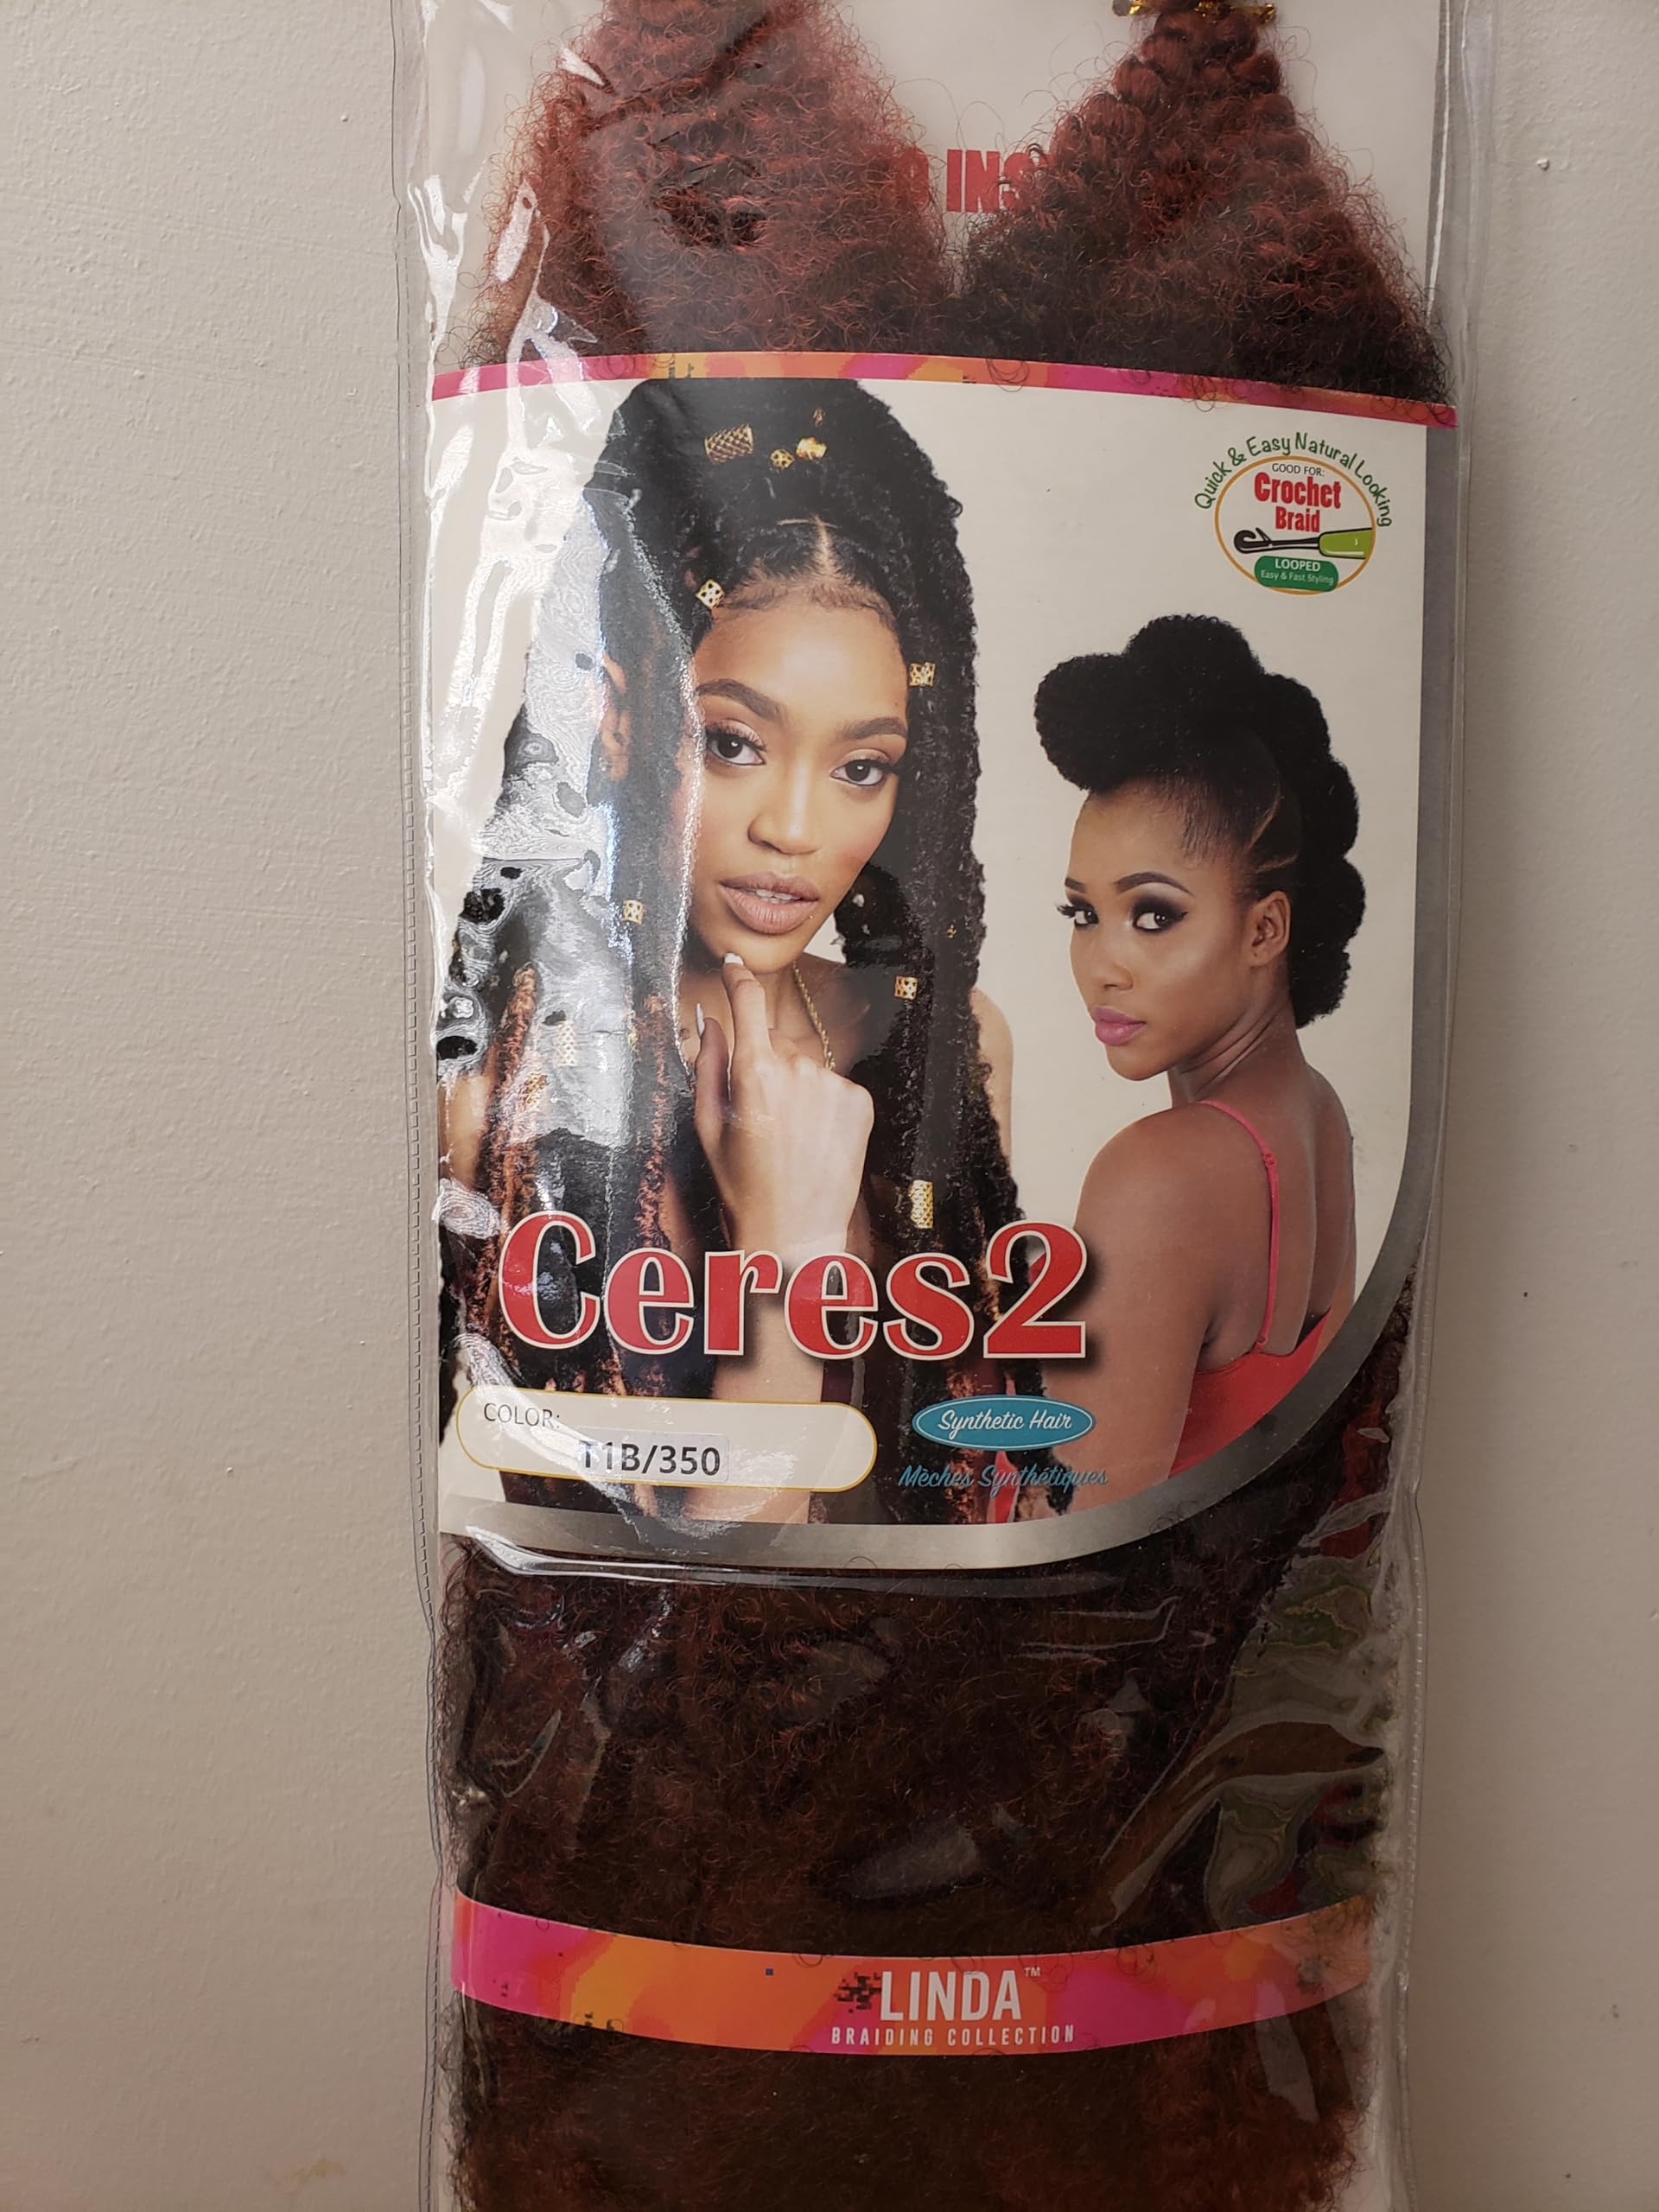 INS
Quick & Easy Natural Looking
GOOD FOR:
Crochet
Braid
LOOPED
Easy & Fast Styling
Ceres2
COLOR:
T1B/350
Synthetic Hair
Mèches Synthétiques
LINDA™
BRAIDING COLLECTION